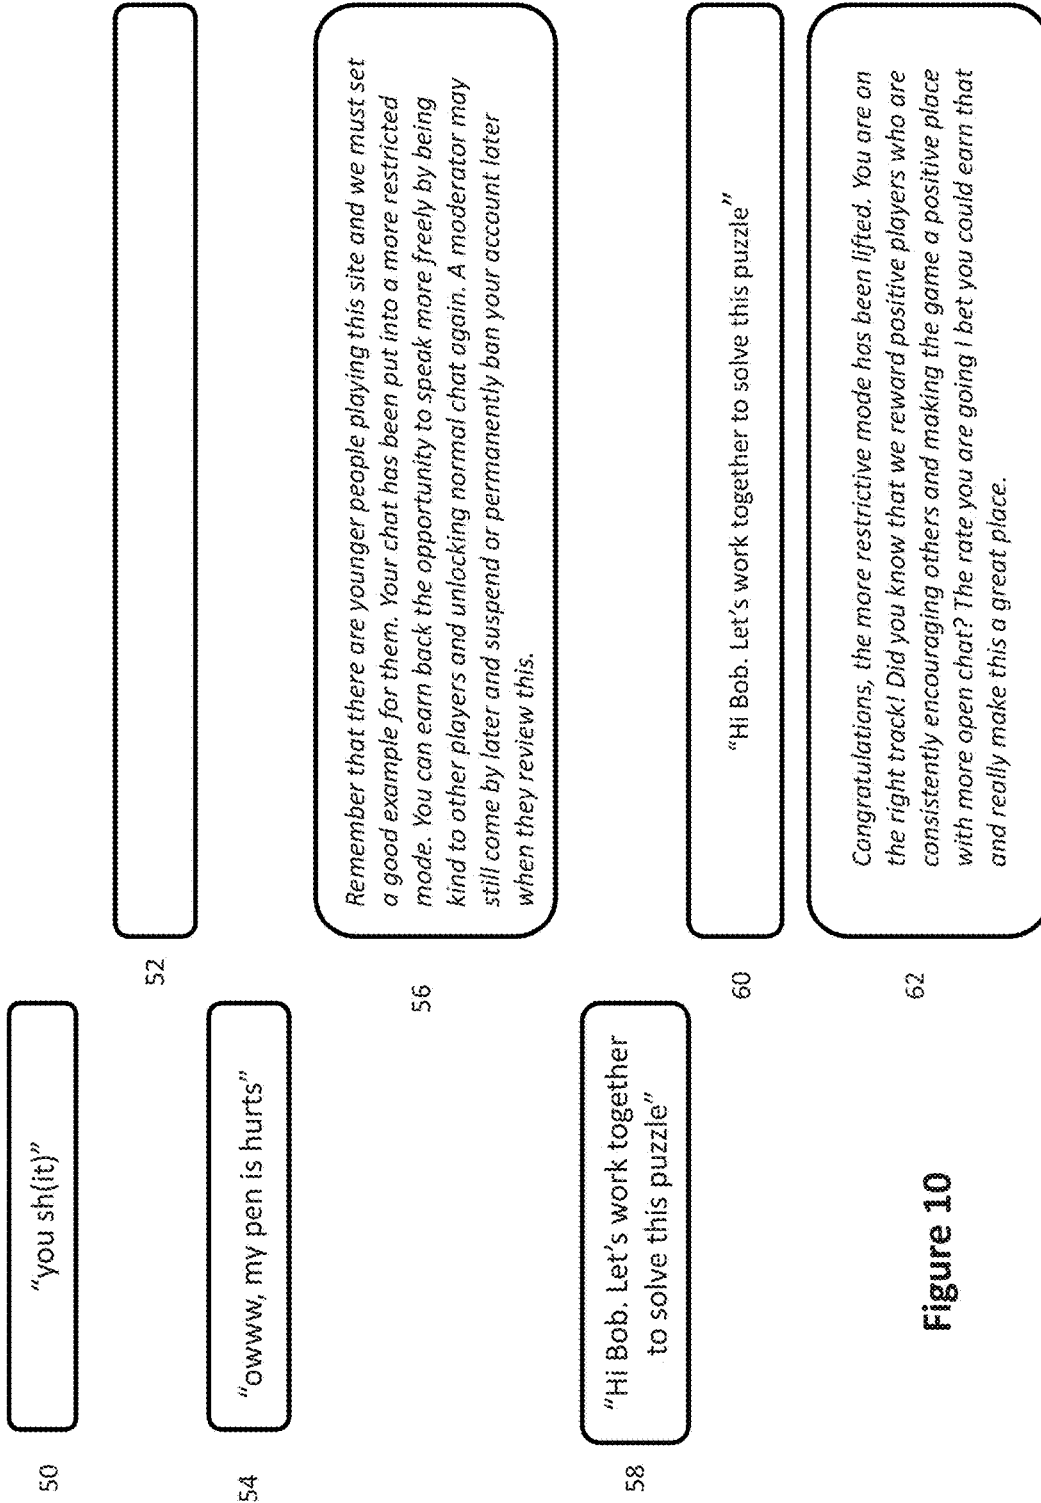 50
"you sh(it)"
52
54
"owww, my pen is hurts"
56
Remember that there are younger people playing this site and we must set
a good example for them. Your chat has been put into a more restricted
mode. You can earn back the opportunity to speak more freely by being
kind to other players and unlocking normal chat again. A moderator may
still come by later and suspend or permanently ban your account later
when they review this.
58
"Hi Bob. Let's work together
to solve this puzzle"
60
"Hi Bob. Let's work together to solve this puzzle"
62
Congratulations, the more restrictive mode has been lifted. You are on
the right track! Did you know that we reward positive players who are
consistently encouraging others and making the game a positive place
with more open chat? The rate you are going I bet you could earn that
and really make this a great place.
Figure 10